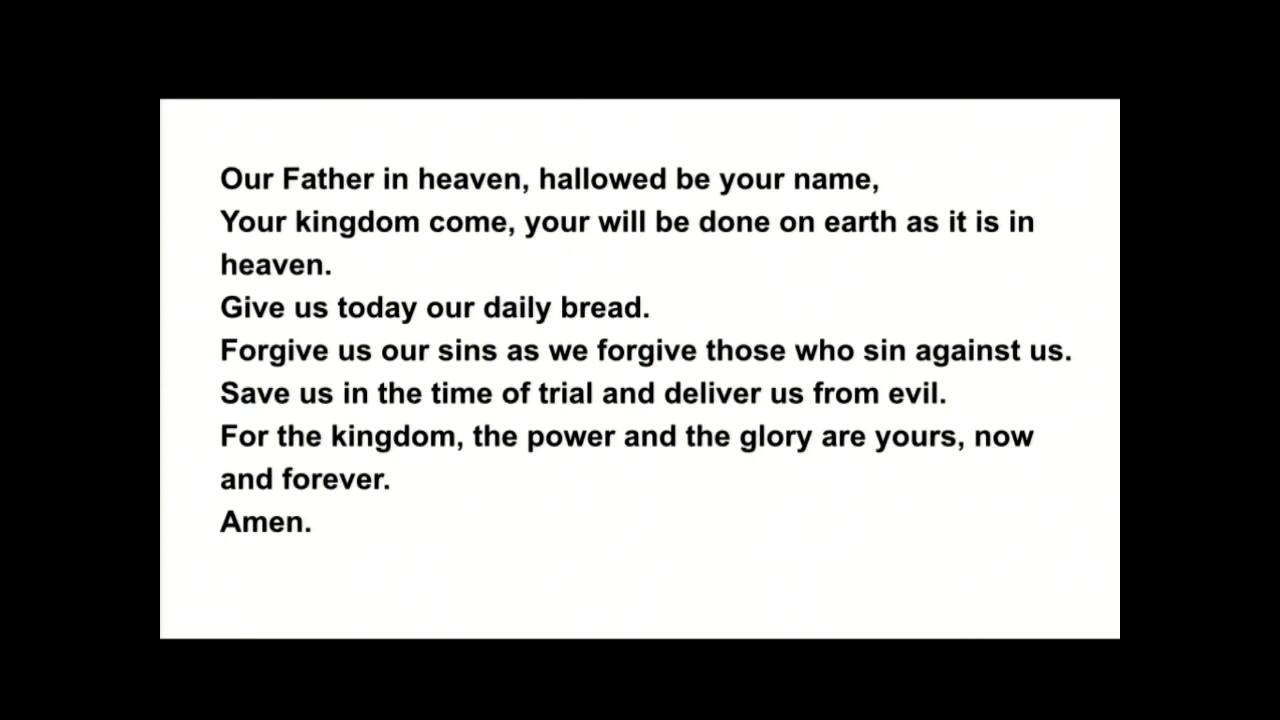 Our Father in heaven, hallowed be your name,
Your kingdom come, your will be done on earth as it is in
heaven.
Give us today our daily bread.
Forgive us our sins as we forgive those who sin against us.
Save us in the time of trial and deliver us from evil.
For the kingdom, the power and the glory are yours, now
and forever.
Amen.